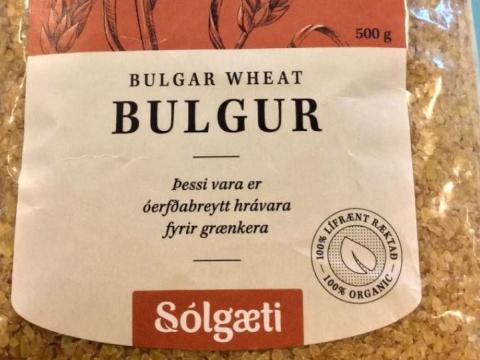 500 g
BULGAR WHEAT
BULGUR
Þessi vara er
óerfðabreytt hrávara
fyrir grænkera
100% LÍFRÆNT RÆKTAÐ
100% ORGANIC
Sólgæti